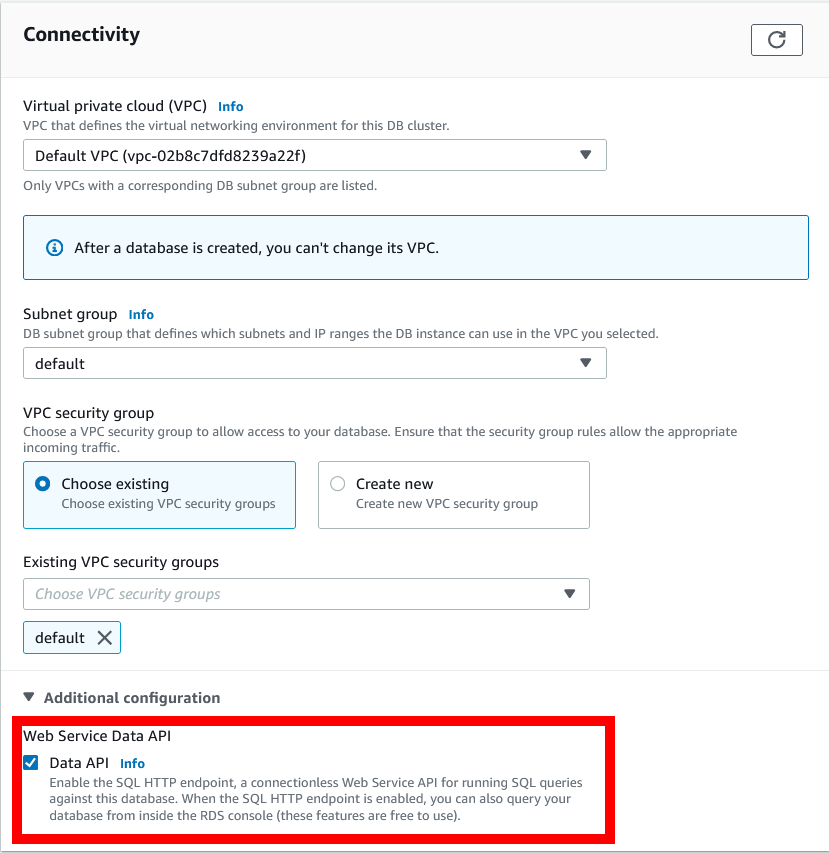 Connectivity
Virtual private cloud (VPC) Info
VPC that defines the virtual networking environment for this DB cluster.
Default VPC (vpc-02b8c7dfd8239a22f)
Only VPCs with a corresponding DB subnet group are listed.
After a database is created, you can't change its VPC.
Subnet group Info
DB subnet group that defines which subnets and IP ranges the DB instance can use in the VPC you selected.
default
VPC security group
Choose a VPC security group to allow access to your database. Ensure that the security group rules allow the appropriate
incoming traffic.
Choose existing
Choose existing VPC security groups
Create new
Create new VPC security group
Existing VPC security groups
Choose VPC security groups
default
Additional configuration
Web Service Data API
Data API Info
Enable the SQL HTTP endpoint, a connectionless Web Service API for running SQL queries
against this database. When the SQL HTTP endpoint is enabled, you can also query your
database from inside the RDS console (these features are free to use).